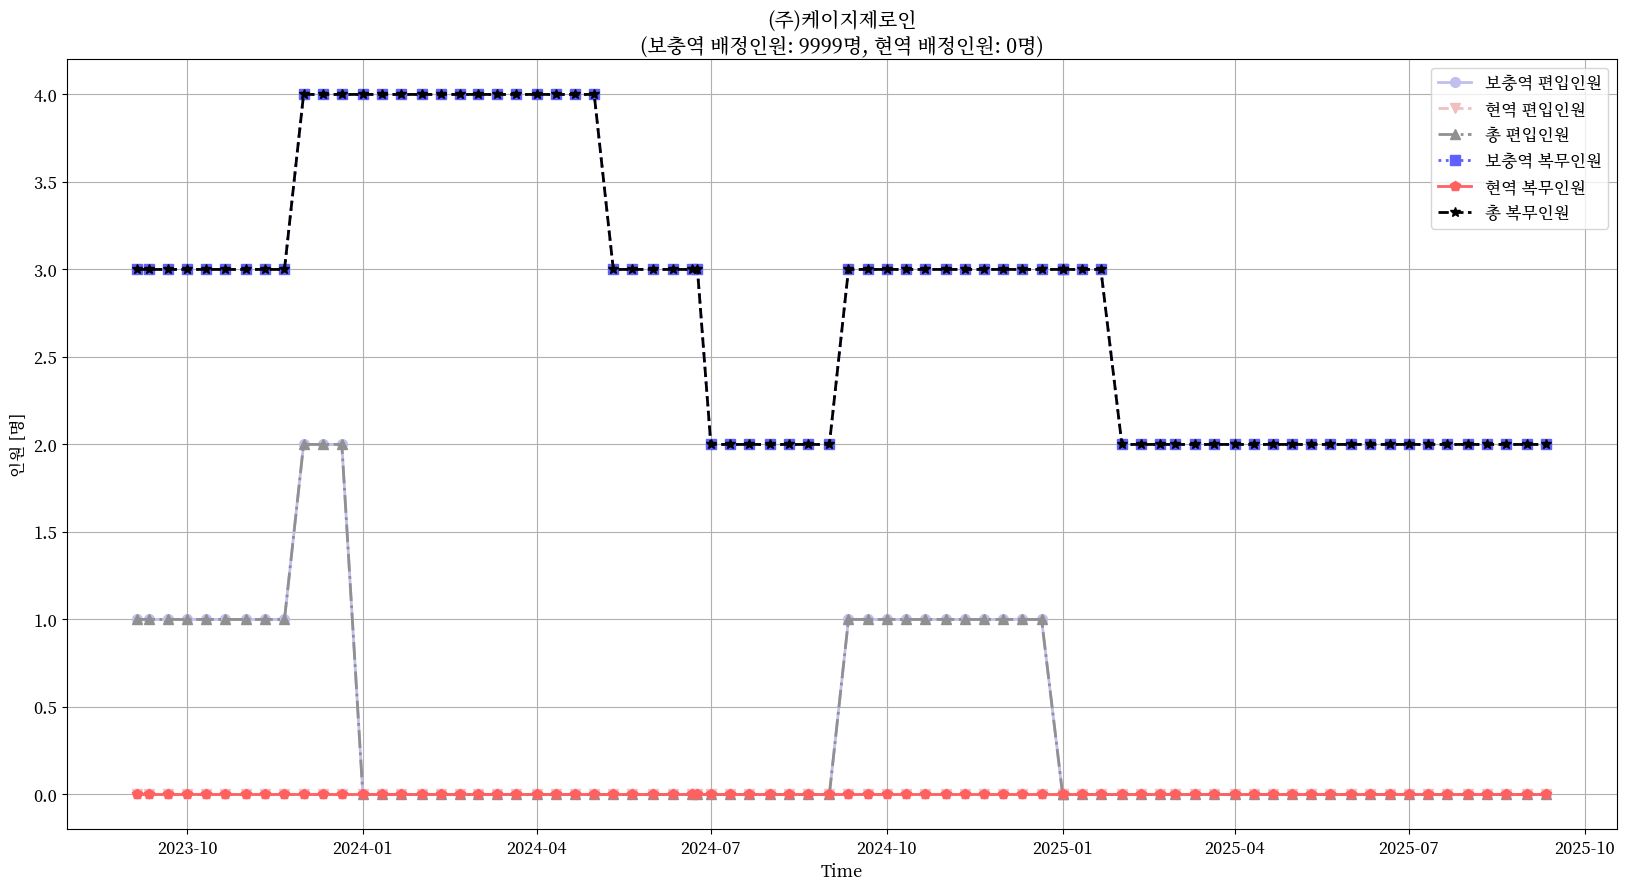 (주)케이지제로인
(보충역 배정인원: 9999명, 현역 배정인원: 0명)
보충역 편입인원
현역 편입인원
총 편입인원
보충역 복무인원
현역 복무인원
총 복무인원
인원 [명]
4.0
3.5
3.0
2.5
2.0
1.5
1.0
0.5
0.0
2023-10 2024-01 2024-04 2024-07 2024-10 2025-01 2025-04 2025-07 2025-10
Time